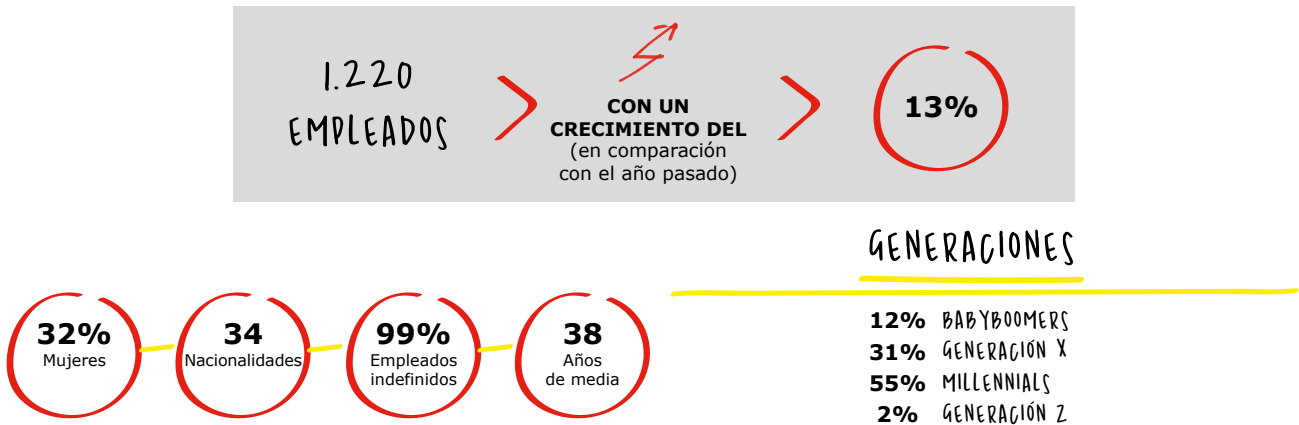 1.220
EMPLEADOS
CON UN
CRECIMIENTO DEL
(en comparación
con el año pasado)
13%
32%
Mujeres
34
Nacionalidades
99%
Empleados
indefinidos
38
Años
de media
GENERACIONES
12% BABYBOOMERS
31% GENERACIÓN X
55% MILLENNIALS
2% GENERACIÓN Z